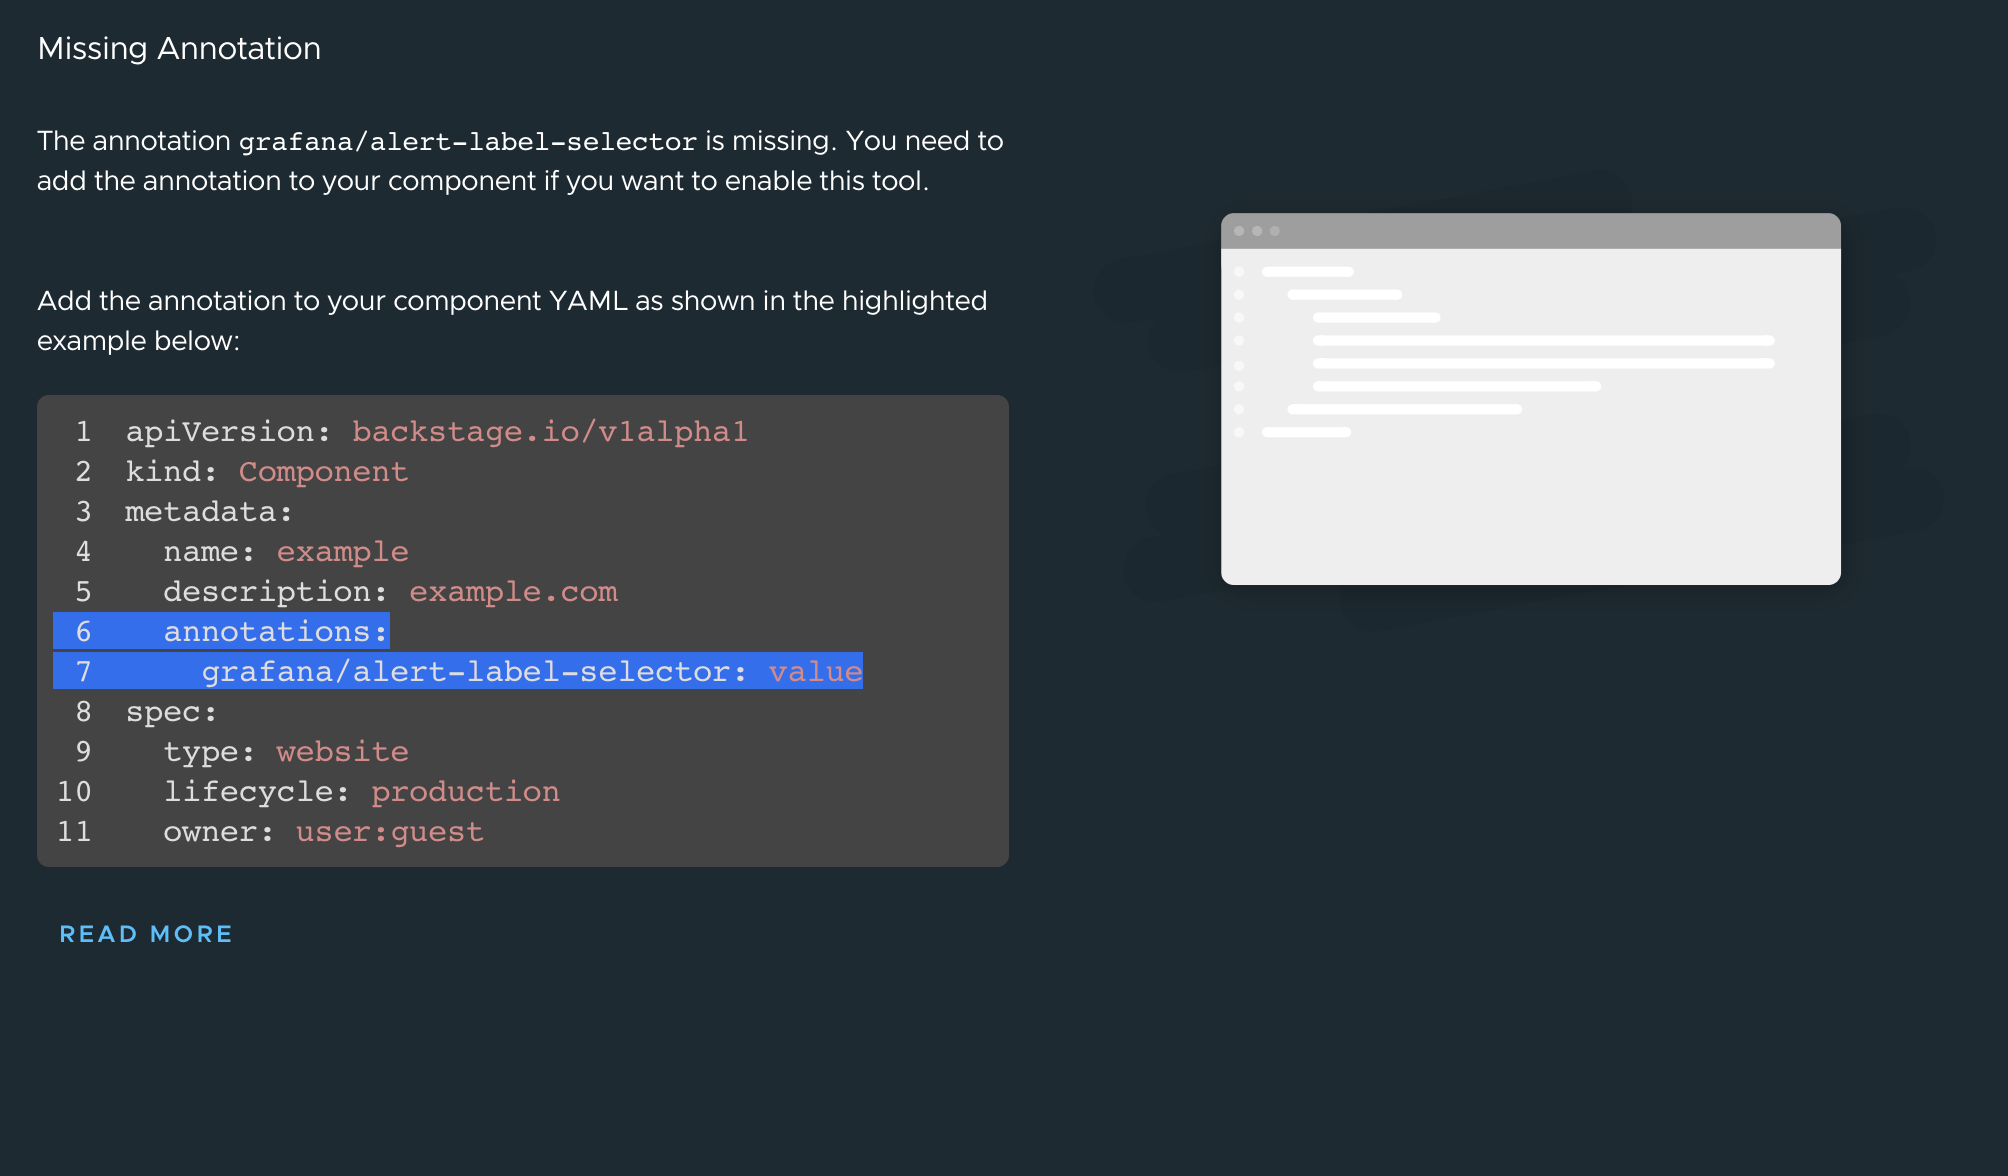 Missing Annotation
The annotation grafana/alert-label-selector is missing. You need to
add the annotation to your component if you want to enable this tool.
Add the annotation to your component YAML as shown in the highlighted
example below:
1 apiVersion: backstage.io/v1alpha1
2 kind: Component
3 metadata:
4   name: example
5   description: example.com
6   annotations:
7     grafana/alert-label-selector: value
8 spec:
9   type: website
10   lifecycle: production
11   owner: user:guest
READ MORE